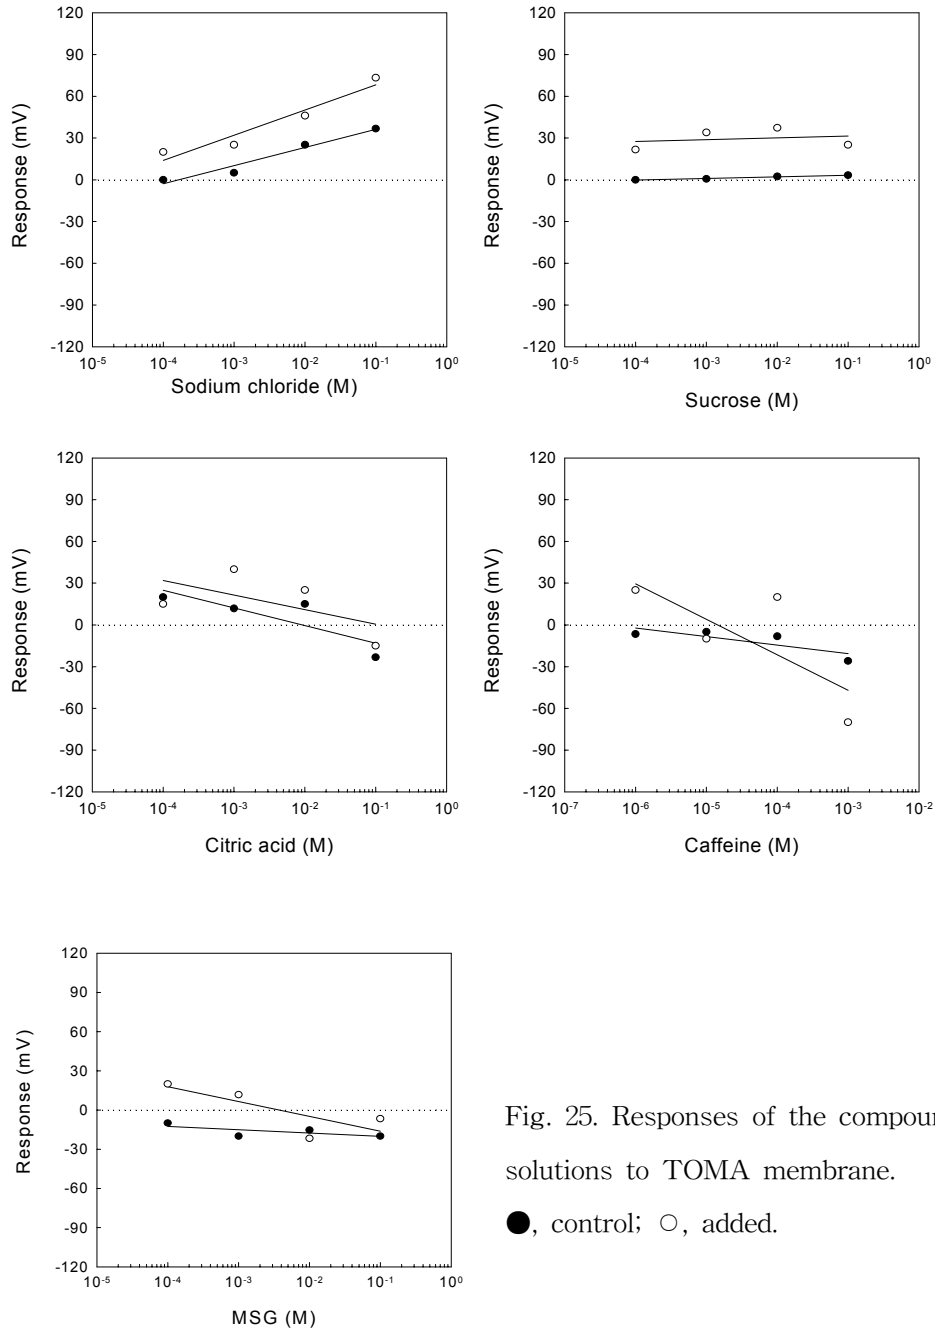 120
90
60
30
0
-30
-60
-90
-120
Response (mV)
10-5 10-4 10-3 10-2 10-1 100
Sodium chloride (M)
120
90
60
30
0
-30
-60
-90
-120
Response (mV)
10-5 10-4 10-3 10-2 10-1 100
Sucrose (M)
120
90
60
30
0
-30
-60
-90
-120
Response (mV)
10-5 10-4 10-3 10-2 10-1 100
Citric acid (M)
120
90
60
30
0
-30
-60
-90
-120
Response (mV)
10-7 10-6 10-5 10-4 10-3 10-2
Caffeine (M)
120
90
60
30
0
-30
-60
-90
-120
Response (mV)
10-5 10-4 10-3 10-2 10-1 100
MSG (M)
Fig. 25. Responses of the compoun
solutions to TOMA membrane.
●, control; ○, added.